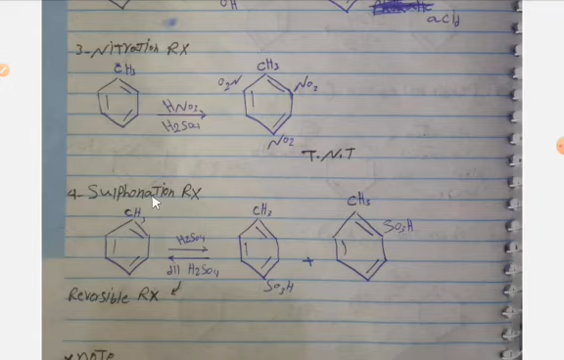 OH
acid
3-Nitration RX
CH3
CH3
O2N
NO2
HNO3
H2SO4
NO2
T.N.T
4-Sulphonation RX
CH3
CH3
CH3
SO3H
H2SO4
dil H2SO4
+
SO3H
Reversible RX
*note